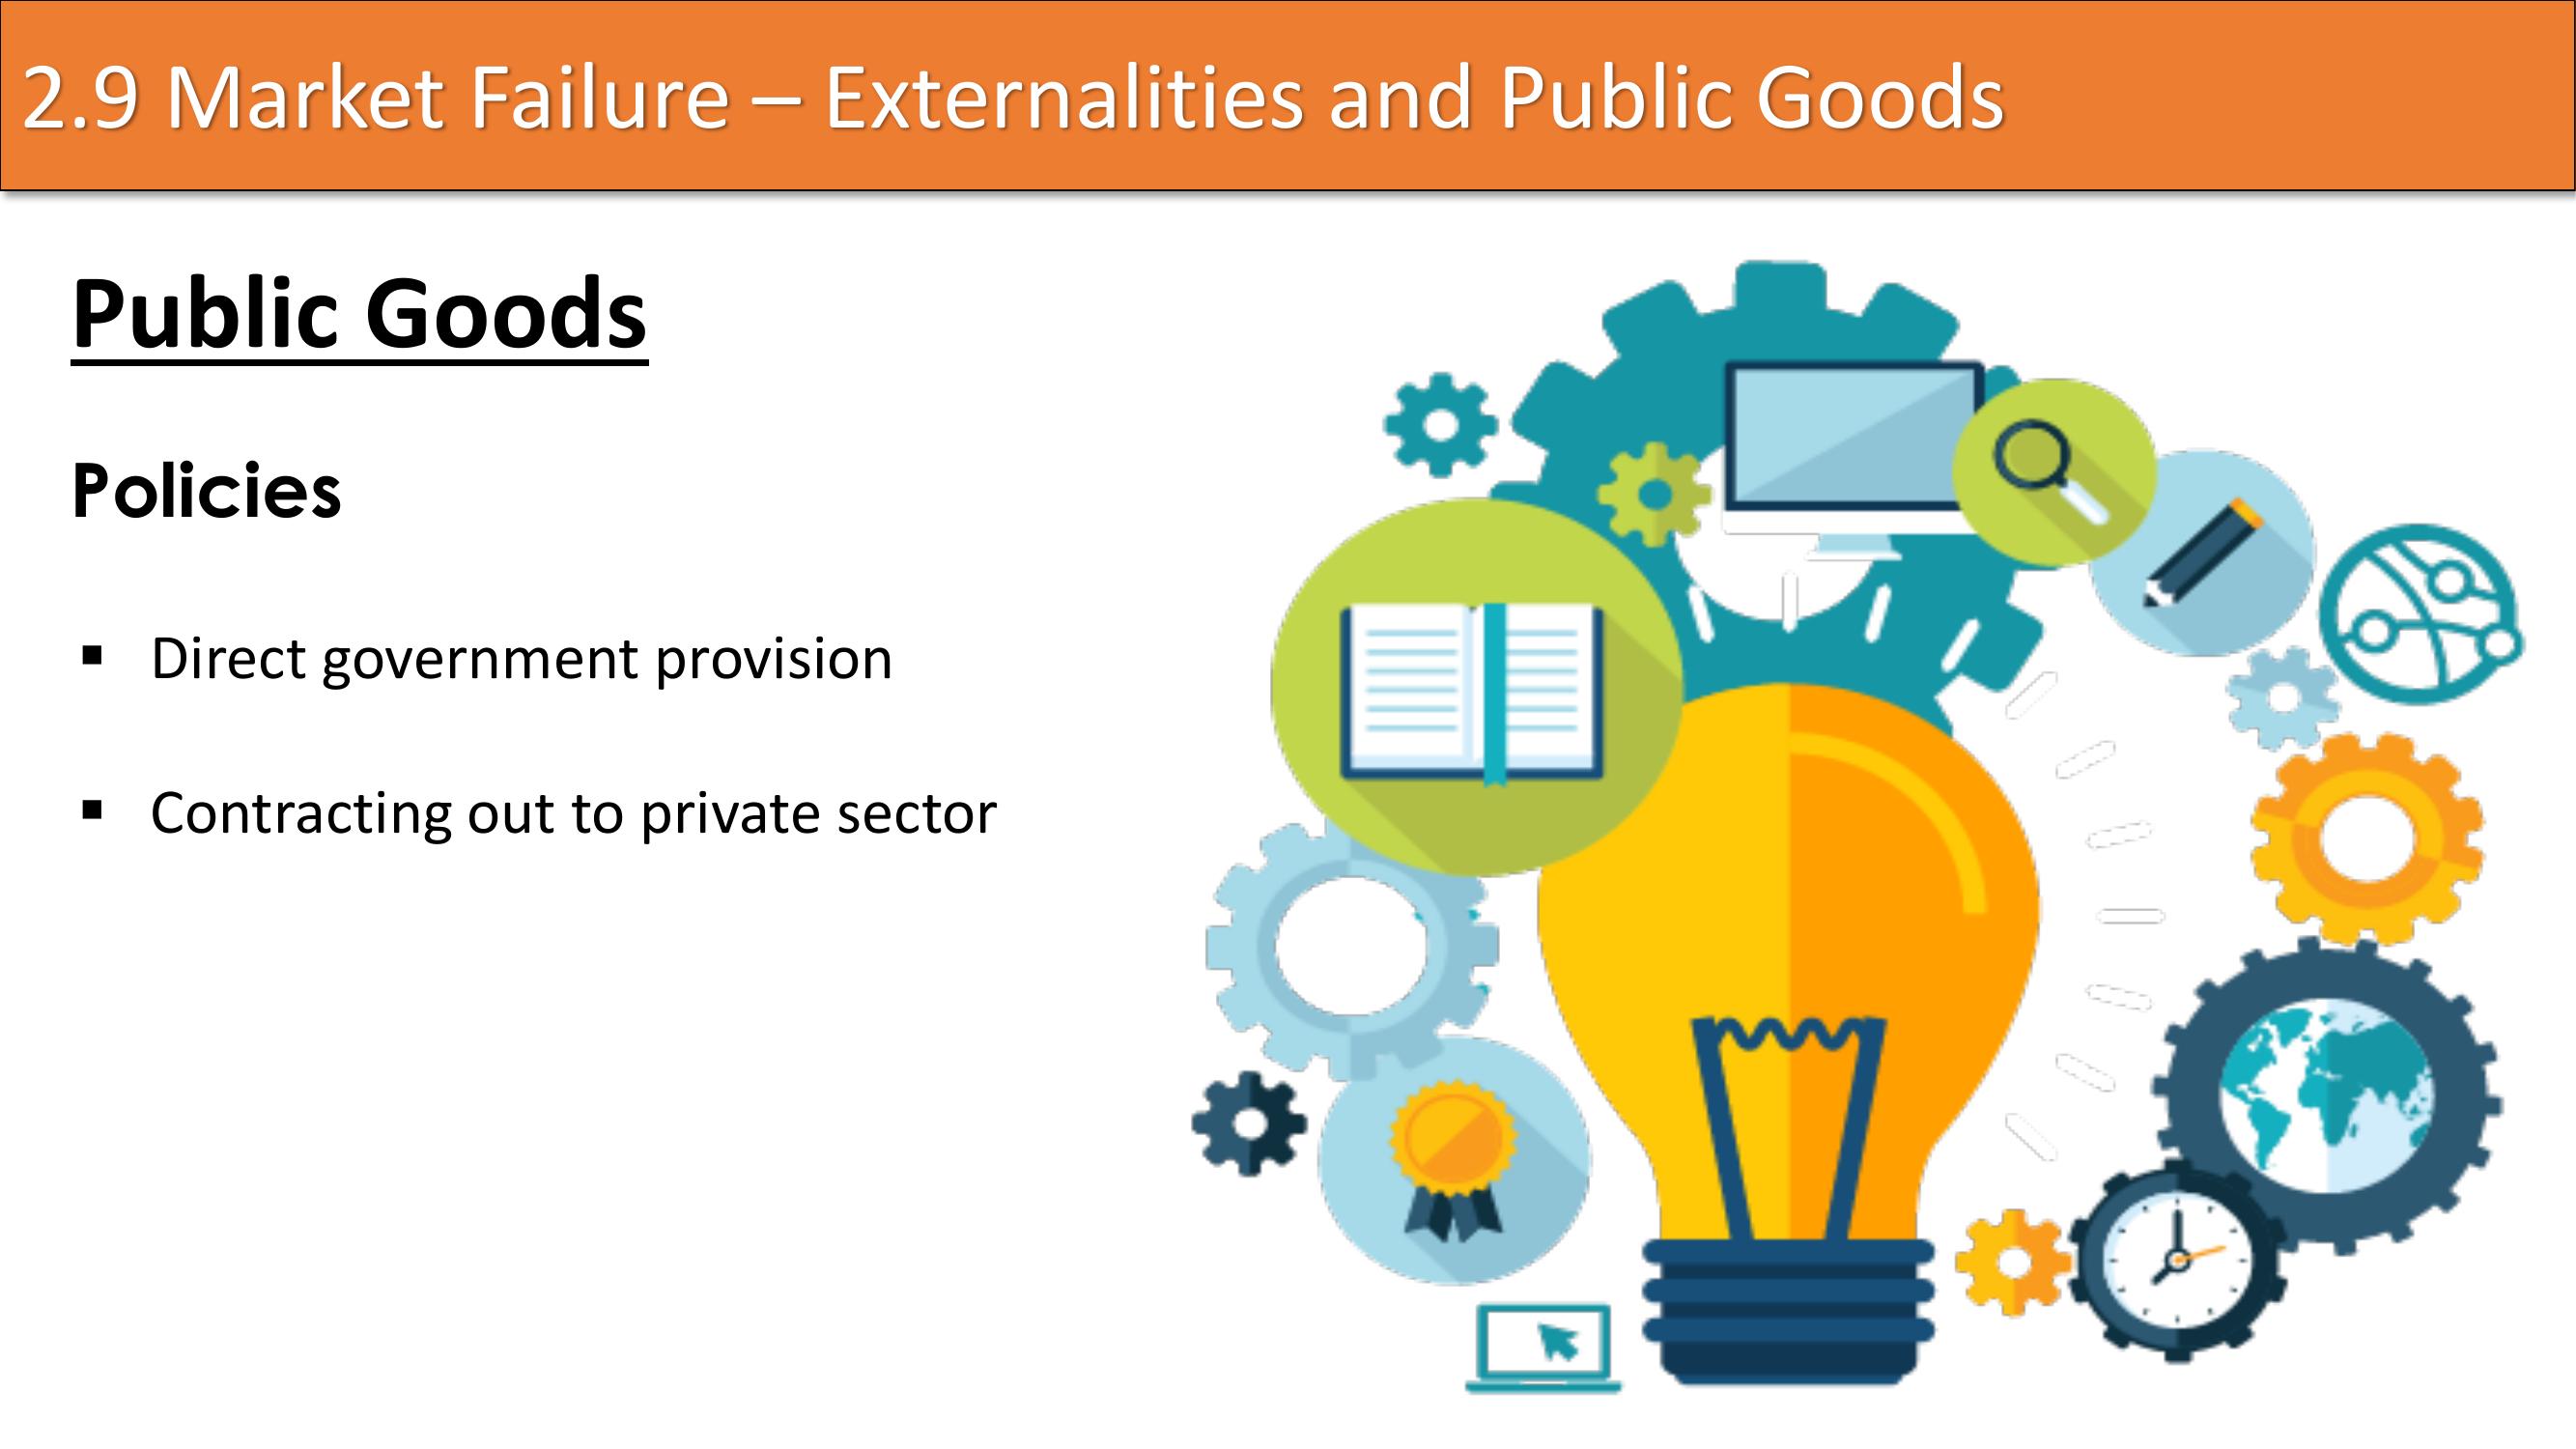 2.9 Market Failure – Externalities and Public Goods
Public Goods
Policies
▪ Direct government provision
▪ Contracting out to private sector